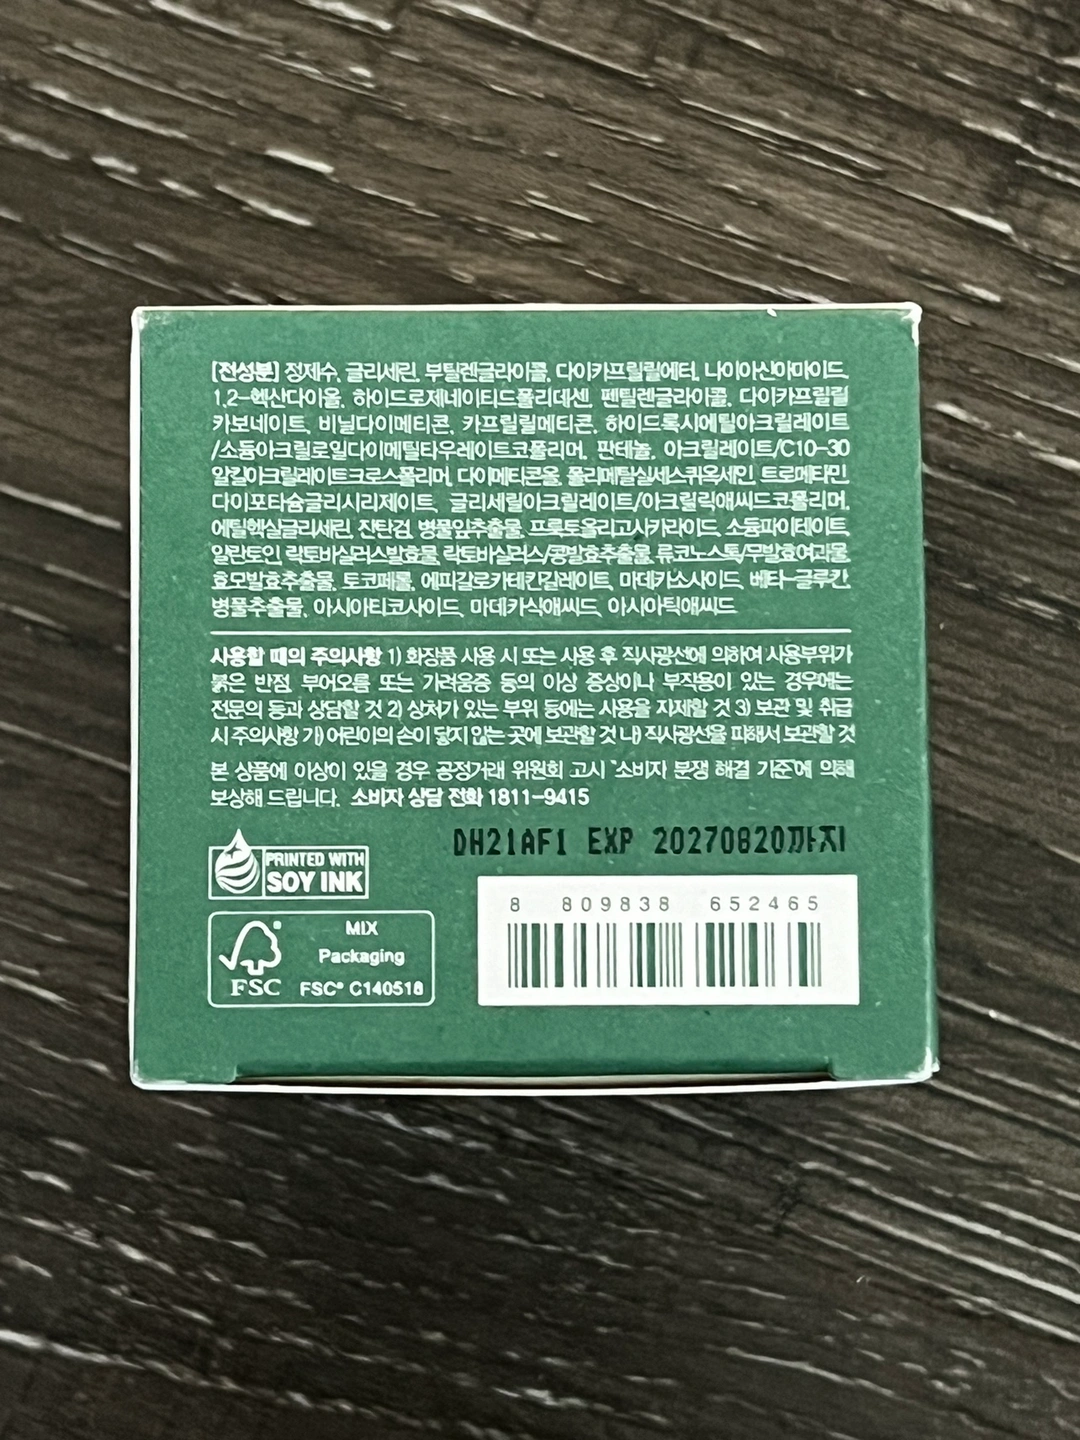 [전성분] 정제수, 글리세린, 부틸렌글라이콜, 다이카프릴릴에터, 나이아신아마이드,
1,2-헥산다이올, 하이드로제네이티드폴리데센, 펜틸렌글라이콜, 다이카프릴릴
카보네이트, 비닐다이메티콘, 카프릴릴메티콘, 하이드록시에틸아크릴레이트
/소듐아크릴로일다이메틸타우레이트코폴리머, 판테놀, 아크릴레이트/C10-30
알킬아크릴레이트크로스폴리머, 다이메티콘올, 폴리메틸실세스퀴옥세인, 트로메타민,
다이포타슘글리시리제이트, 글리세릴아크릴레이트/아크릴릭애씨드코폴리머,
에틸헥실글리세린, 잔탄검, 병풀잎추출물, 프룩토올리고사카라이드, 소듐파이테이트,
알란토인, 락토바실러스발효물, 락토바실러스/콩발효추출물, 류코노스톡/무발효여과물,
효모발효추출물, 토코페롤, 에피갈로카테킨갈레이트, 마데카소사이드, 베타-글루칸,
병풀추출물, 아시아티코사이드, 마데카식애씨드, 아시아틱애씨드
사용할 때의 주의사항 1) 화장품 사용 시 또는 사용 후 직사광선에 의하여 사용부위가
붉은 반점, 부어오름 또는 가려움증 등의 이상 증상이나 부작용이 있는 경우에는
전문의 등과 상담할 것 2) 상처가 있는 부위 등에는 사용을 자제할 것 3) 보관 및 취급
시 주의사항 가) 어린이의 손이 닿지 않는 곳에 보관할 것 나) 직사광선을 피해서 보관할 것
본 상품에 이상이 있을 경우 공정거래 위원회 고시 "소비자 분쟁 해결 기준"에 의해
보상해 드립니다. 소비자 상담 전화 1811-9415
DH21AF1 EXP 20270820까지
PRINTED WITH
SOY INK
8 809838 652465
MIX
Packaging
FSC FSC® C140518